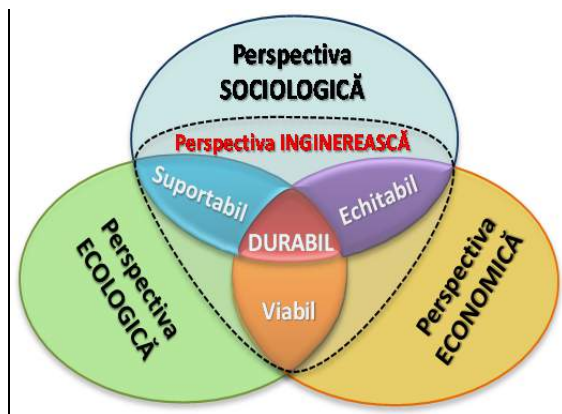 Perspectiva
SOCIOLOGICĂ
Perspectiva INGINEREASCĂ
Suportabil
Echitabil
DURABIL
Viabil
Perspectiva
ECOLOGICĂ
Perspectiva
ECONOMICĂ